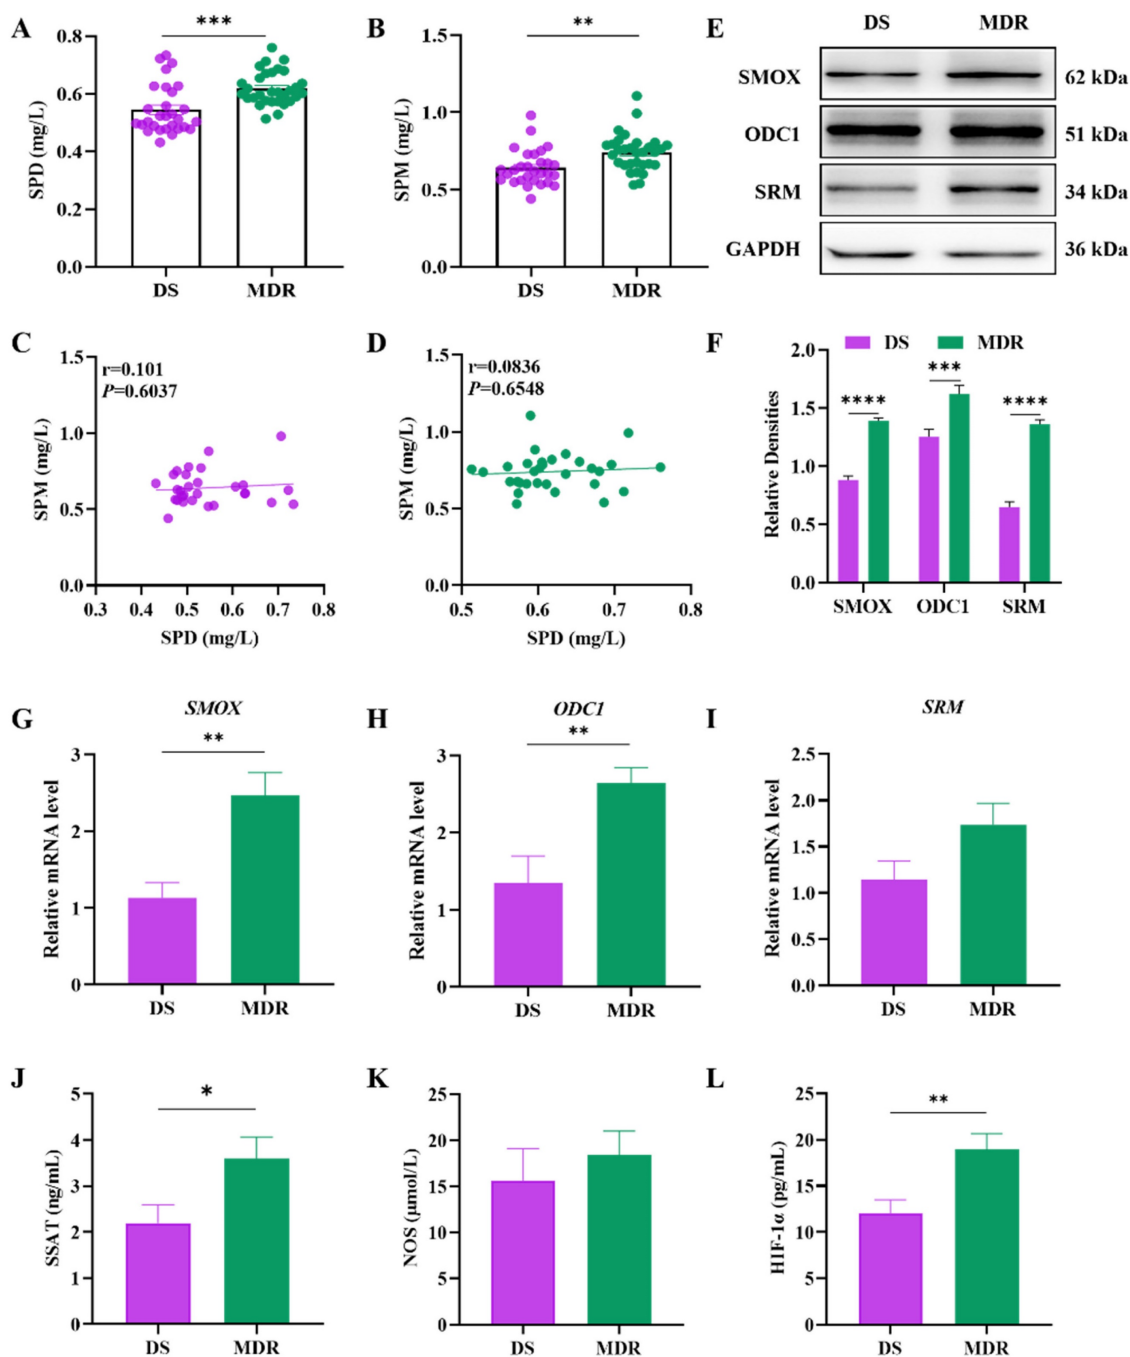 A
***
SPD (mg/L)
0.8
0.6
0.4
0.2
0.0
DS MDR
B
**
SPM (mg/L)
1.5
1.0
0.5
0.0
DS MDR
E
DS MDR
SMOX 62 kDa
ODC1 51 kDa
SRM 34 kDa
GAPDH 36 kDa
C
r=0.101
P=0.6037
SPM (mg/L)
1.5
1.0
0.5
0.0
0.3 0.4 0.5 0.6 0.7 0.8
SPD (mg/L)
D
r=0.0836
P=0.6548
SPM (mg/L)
1.5
1.0
0.5
0.0
0.5 0.6 0.7 0.8
SPD (mg/L)
F
DS MDR
Relative Densities
2.0
1.5
1.0
0.5
0.0
**** *** ****
SMOX ODC1 SRM
G
SMOX
**
Relative mRNA level
3
2
1
0
DS MDR
H
ODC1
**
Relative mRNA level
3
2
1
0
DS MDR
I
SRM
Relative mRNA level
2.5
2.0
1.5
1.0
0.5
0.0
DS MDR
J
*
SSAT (ng/mL)
5
4
3
2
1
0
DS MDR
K
NOS (μmol/L)
25
20
15
10
5
0
DS MDR
L
**
HIF-1α (pg/mL)
25
20
15
10
5
0
DS MDR